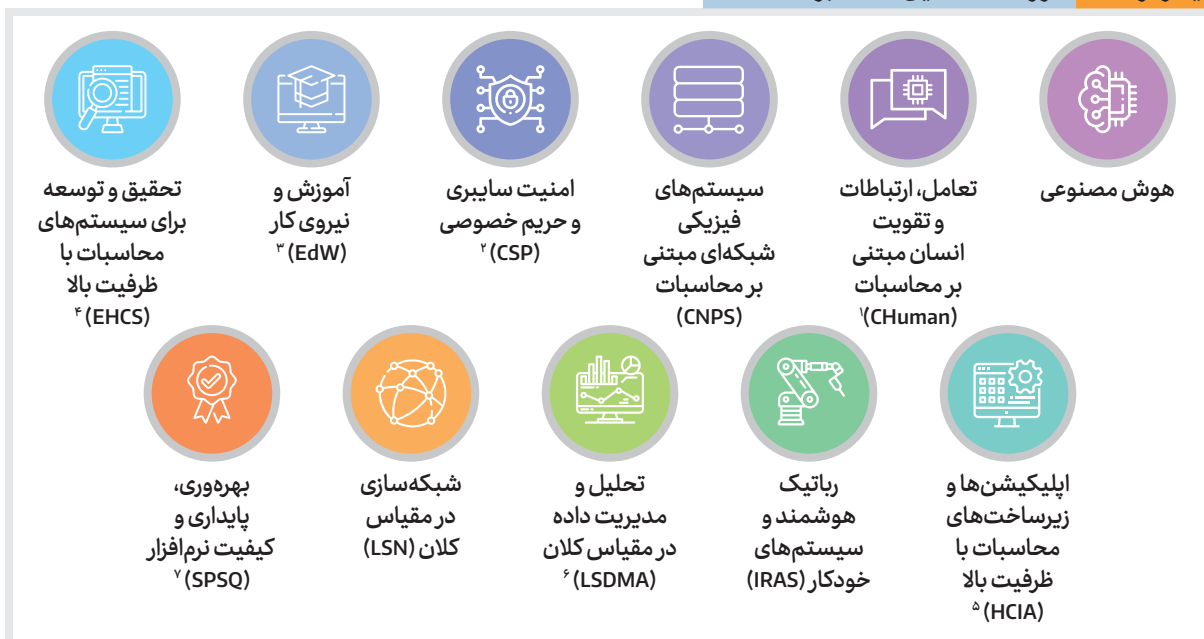 هوش مصنوعی
تعامل، ارتباطات
و تقویت
انسان مبتنی
بر محاسبات
(CHuman)۱
سیستم‌های
فیزیکی
شبکه‌ای مبتنی
بر محاسبات
(CNPS)
امنیت سایبری
و حریم خصوصی
(CSP)۲
آموزش و
نیروی کار
(EdW)۳
تحقیق و توسعه
برای سیستم‌های
محاسبات با
ظرفیت بالا
(EHCS)۴
اپلیکیشن‌ها و
زیرساخت‌های
محاسبات با
ظرفیت بالا
(HCIA)۵
رباتیک
هوشمند و
سیستم‌های
خودکار (IRAS)
تحلیل و
مدیریت داده
در مقیاس کلان
(LSDMA)۶
شبکه‌سازی
در مقیاس
کلان (LSN)
بهره‌وری،
پایداری و
کیفیت نرم‌افزار
(SPSQ)۷